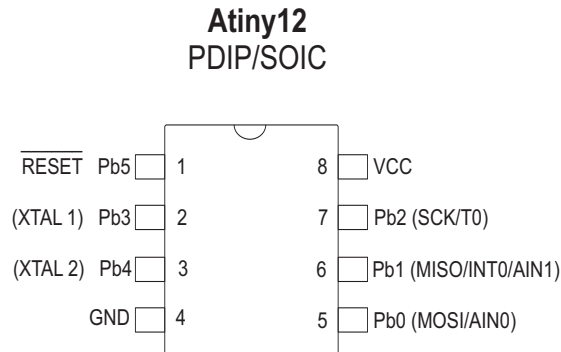 Atiny12
PDIP/SOIC
RESET Pb5 1 8 VCC
(XTAL 1) Pb3 2 7 Pb2 (SCK/T0)
(XTAL 2) Pb4 3 6 Pb1 (MISO/INT0/AIN1)
GND 4 5 Pb0 (MOSI/AIN0)